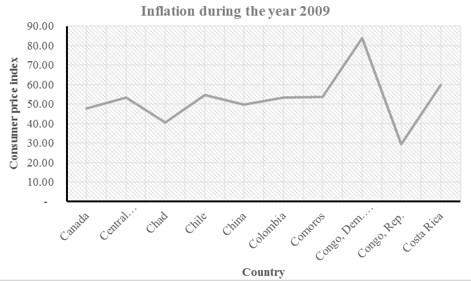 Inflation during the year 2009
Consumer price index
90.00
80.00
70.00
60.00
50.00
40.00
30.00
20.00
10.00
-
Canada
Central...
Chad
Chile
China
Colombia
Comoros
Congo, Dem....
Congo, Rep.
Costa Rica
Country